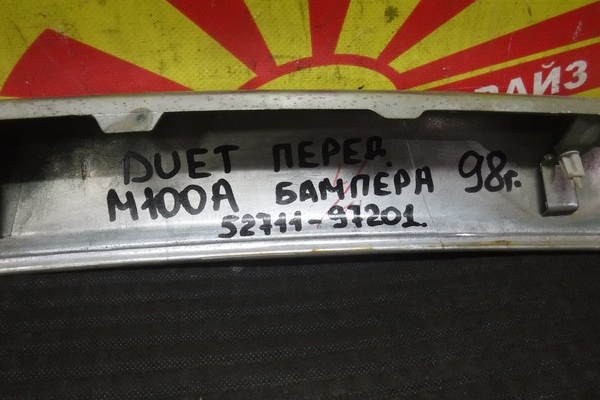 РАЙЗ
DUET ПЕРЕД.
M100A БАМПЕРА 98г.
52711-97201.